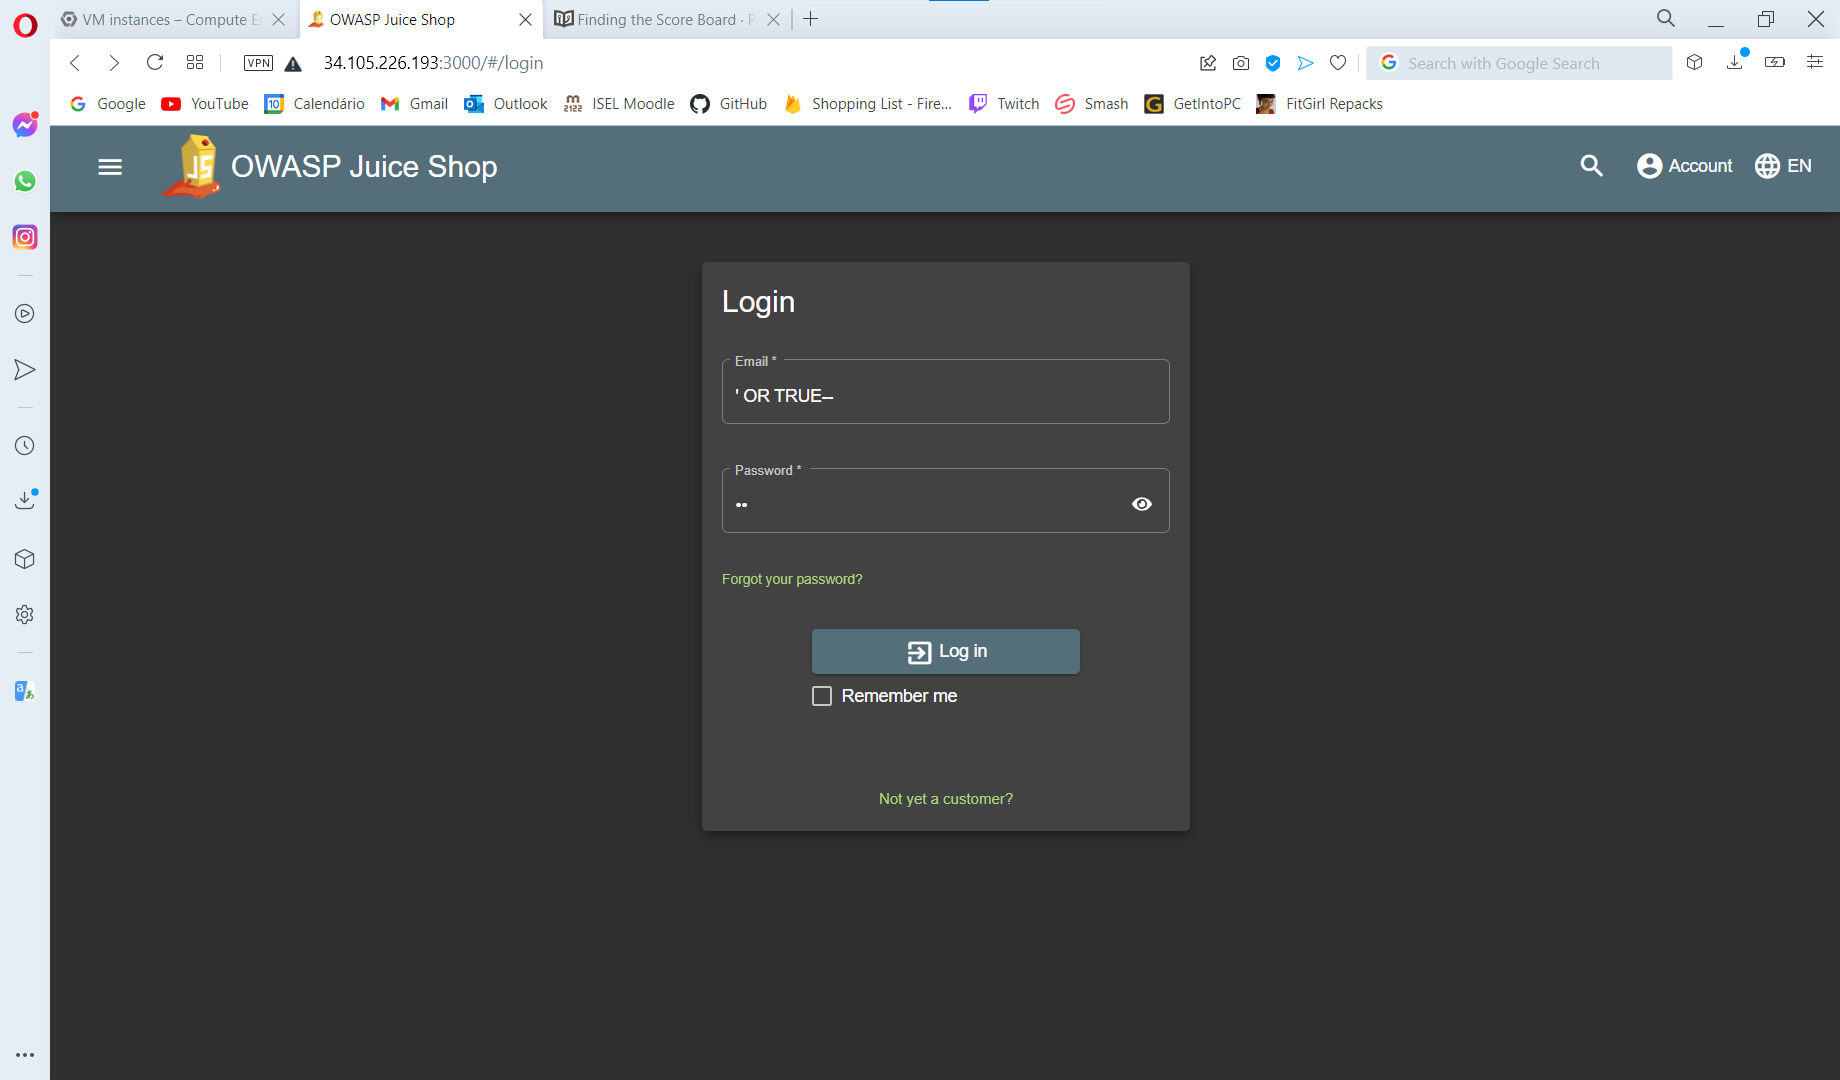 VM instances – Compute E
OWASP Juice Shop
Finding the Score Board · P
VPN
34.105.226.193:3000/#/login
Search with Google Search
Google
YouTube
10
Calendário
Gmail
Outlook
m 2122
ISEL Moodle
GitHub
Shopping List - Fire...
Twitch
Smash
G
GetIntoPC
FitGirl Repacks
JS
OWASP Juice Shop
Account
EN
Login
Email *
' OR TRUE--
Password *
••
Forgot your password?
Log in
Remember me
Not yet a customer?